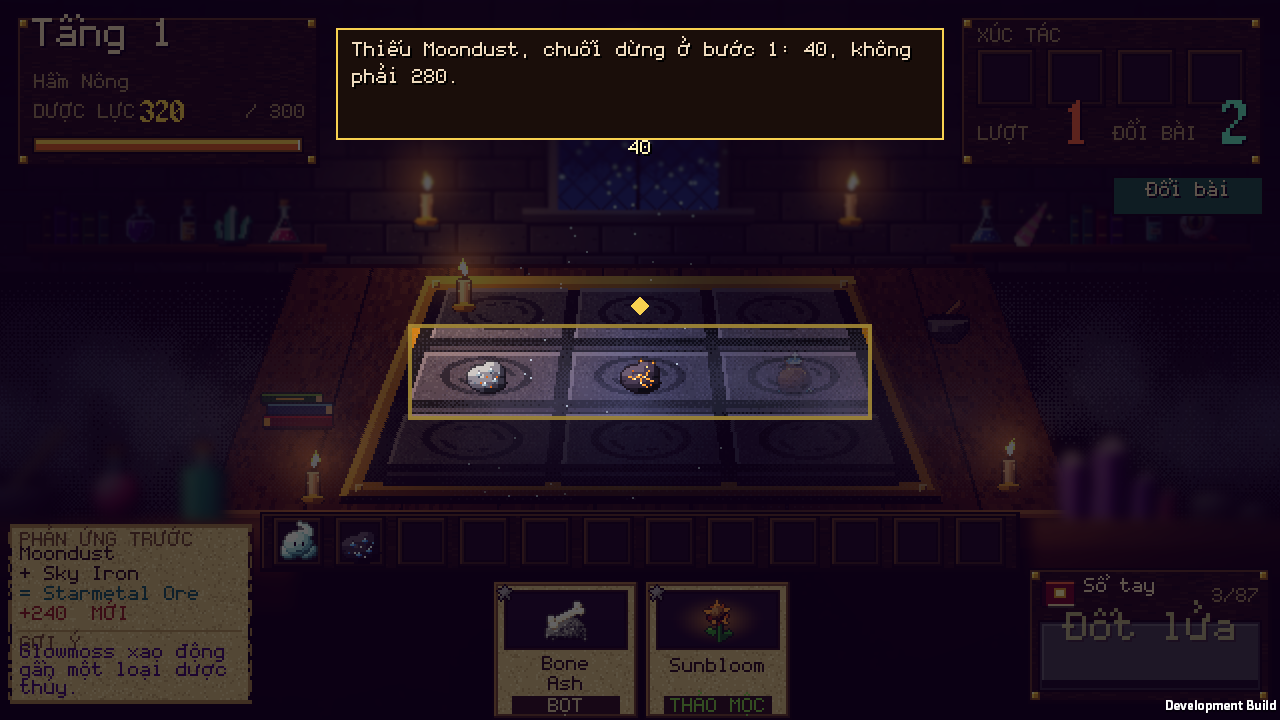 Tầng 1
Hầm Nông
DƯỢC LỰC 320 / 300
Thiếu Moondust, chuỗi dừng ở bước 1: 40, không
phải 280.
40
XÚC TÁC
LƯỢT 1 ĐỔI BÀI 2
Đổi bài
PHẢN ỨNG TRƯỚC
Moondust
+ Sky Iron
= Starmetal Ore
+240 MỚI
GỢI Ý
Glowmoss xao động
gần một loại dược
thủy.
Bone
Ash
BỘT
Sunbloom
THẢO MỘC
Sổ tay
3/87
Đốt lửa
Development Build